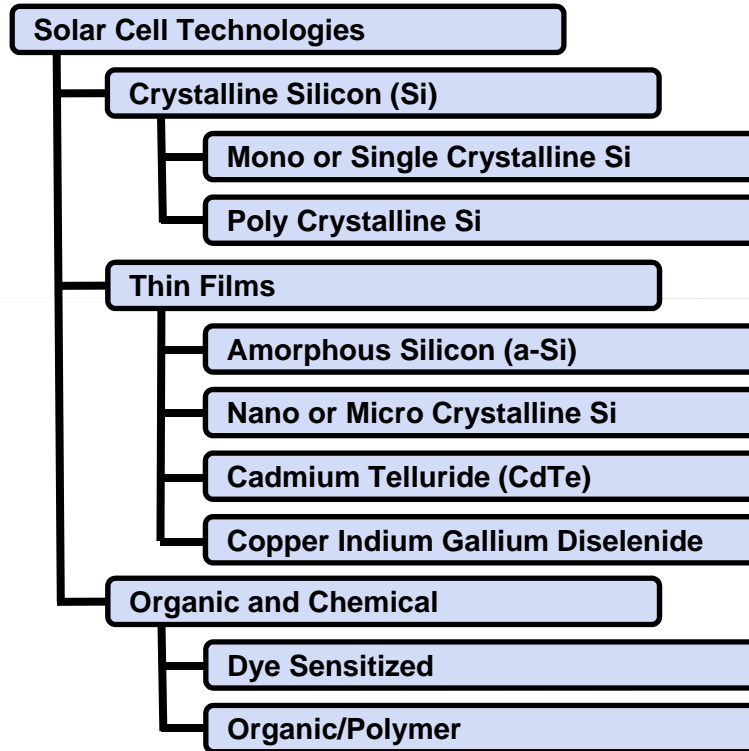 Solar Cell Technologies
Crystalline Silicon (Si)
Mono or Single Crystalline Si
Poly Crystalline Si
Thin Films
Amorphous Silicon (a-Si)
Nano or Micro Crystalline Si
Cadmium Telluride (CdTe)
Copper Indium Gallium Diselenide
Organic and Chemical
Dye Sensitized
Organic/Polymer